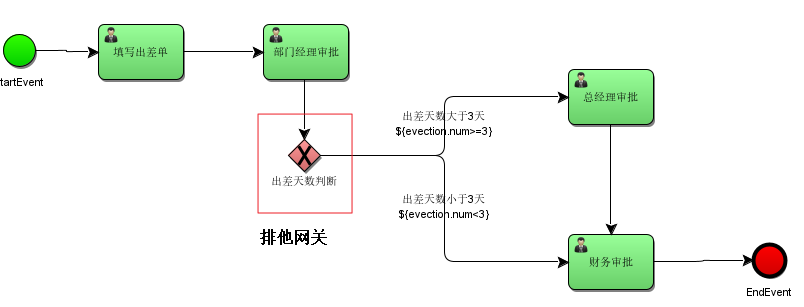 tartEvent
填写出差单
部门经理审批
出差天数判断
排他网关
出差天数大于3天
${evection.num>=3}
出差天数小于3天
${evection.num<3}
总经理审批
财务审批
EndEvent